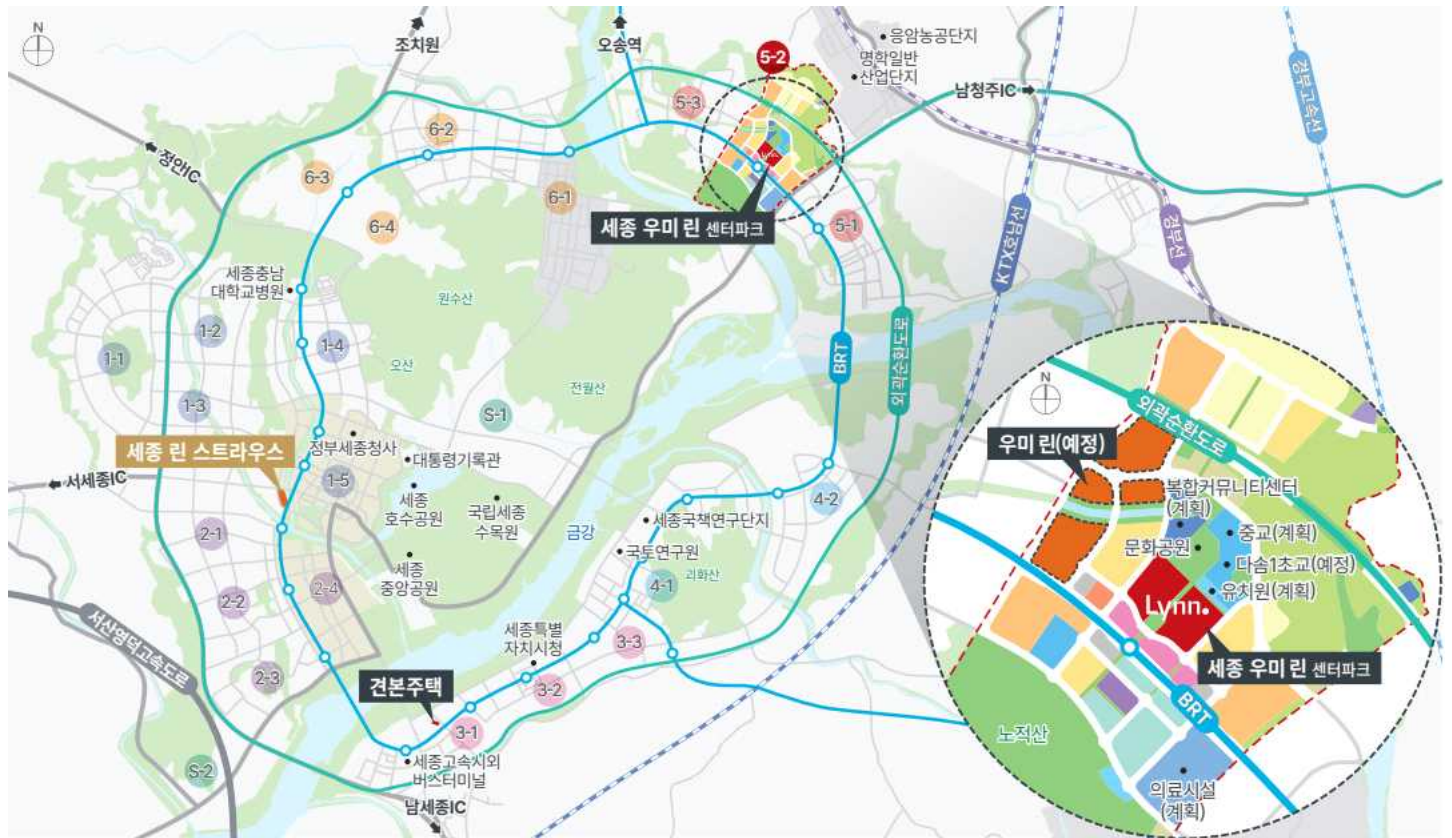 N
조치원
오송역
5-2
응암농공단지
명학일반
산업단지
남청주IC
경부고속선
5-3
6-2
정안IC
6-3
6-1
Lynn.
6-4
세종 우미 린 센터파크
5-1
KTX호남선
경부선
세종충남
대학교병원
원수산
1-2
1-4
1-1
오산
BRT
외곽순환도로
전월산
1-3
S-1
세종 린 스트라우스
정부세종청사
대통령기록관
서세종IC
1-5
세종
호수공원
국립세종
수목원
4-2
세종국책연구단지
금강
2-1
국토연구원
세종
중앙공원
괴화산
4-1
2-4
2-2
서산영덕고속도로
세종특별
자치시청
3-3
2-3
견본주택
3-2
3-1
S-2
세종고속시외
버스터미널
남세종IC
N
외곽순환도로
우미 린(예정)
복합커뮤니티센터
(계획)
중교(계획)
문화공원
다솜1초교(예정)
유치원(계획)
Lynn.
세종 우미 린 센터파크
BRT
노적산
의료시설
(계획)